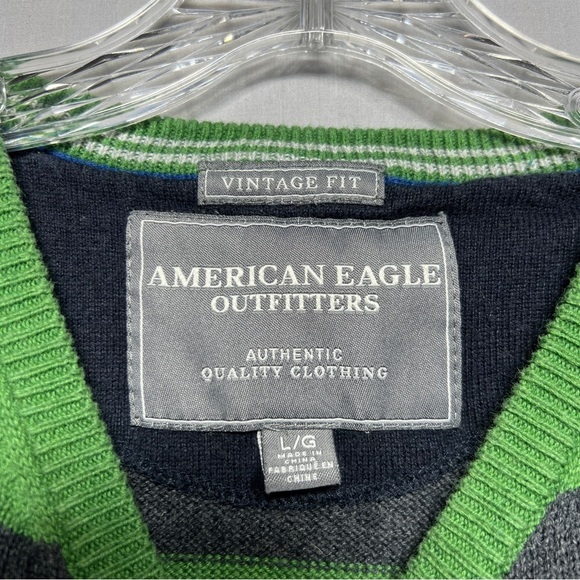 VINTAGE FIT
AMERICAN EAGLE
OUTFITTERS
AUTHENTIC
QUALITY CLOTHING
L/G
MADE IN
CHINA
FABRIQUÉ EN
CHINE